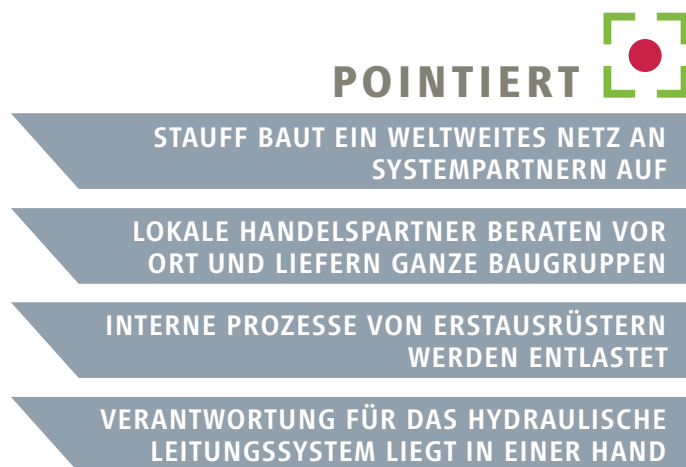 POINTIERT
STAUFF BAUT EIN WELTWEITES NETZ AN
SYSTEMPARTNERN AUF
LOKALE HANDELSPARTNER BERATEN VOR
ORT UND LIEFERN GANZE BAUGRUPPEN
INTERNE PROZESSE VON ERSTAUSRÜSTERN
WERDEN ENTLASTET
VERANTWORTUNG FÜR DAS HYDRAULISCHE
LEITUNGSSYSTEM LIEGT IN EINER HAND